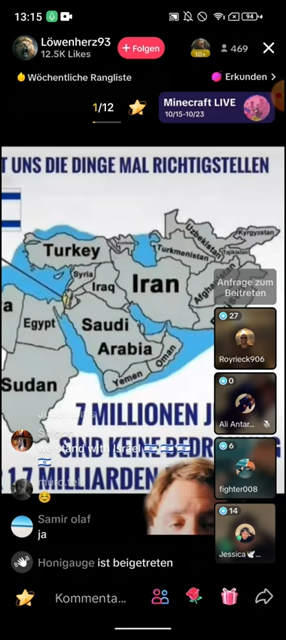 13:15
94
Löwenherz93
12.5K Likes
+ Folgen
10+
469
Wöchentliche Rangliste
Erkunden >
1/12
Minecraft LIVE
10/15-10/23
T UNS DIE DINGE MAL RICHTIGSTELLEN
Uzbekistan
Kyrgyzstan
Turkmenistan
Tajikistan
Turkey
Syria
Iraq
Iran
Egypt
Saudi
Arabia
Oman
Yemen
Sudan
Anfrage zum
Beitreten
27
Royrieck906
0
Ali Antar...
6
fighter008
14
Jessica
7 MILLIONEN J
SIND KEINE BEDR
1,7 MILLIARDEN
Samir olaf
ja
Honigauge ist beigetreten
Kommenta...